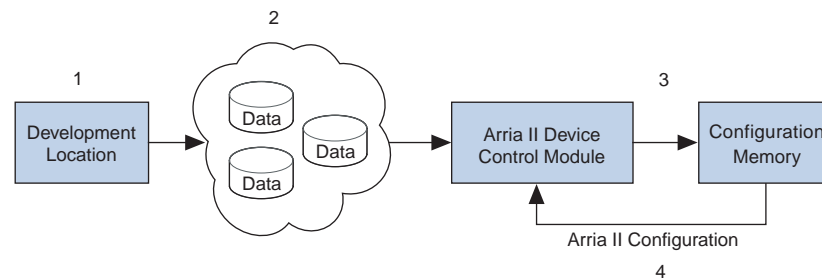 2
1
3
Development
Location
Data
Data
Data
Arria II Device
Control Module
Configuration
Memory
Arria II Configuration
4